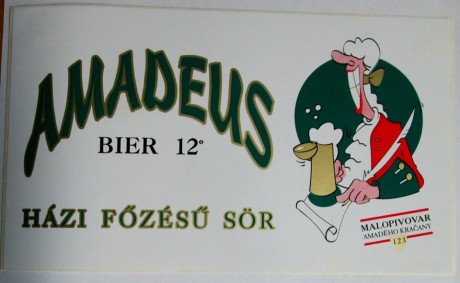 AMADEUS
BIER 12°
HÁZI FŐZÉSŰ SÖR
MALOPIVOVAR
AMADÉHO KRAČANY
123